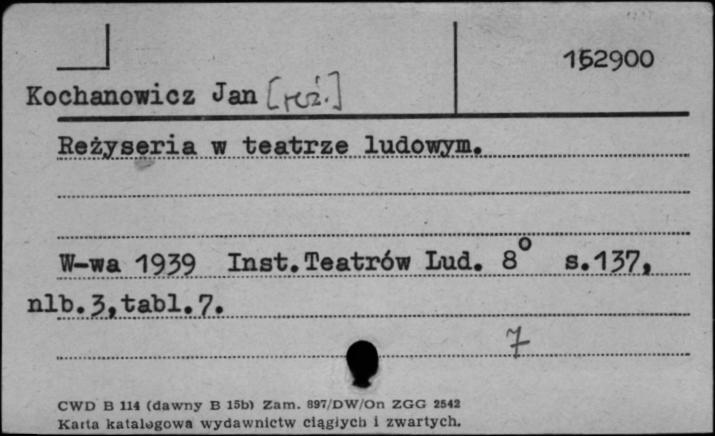 152900
Kochanowicz Jan [reż.]
Reżyseria w teatrze ludowym.
W-wa 1939 Inst.Teatrów Lud. 8° s.137,
nlb.3,tabl.7.
7
CWD B 114 (dawny B 15b) Zam. 897/DW/On ZGG 2542
Karta katalogowa wydawnictw ciągłych i zwartych.